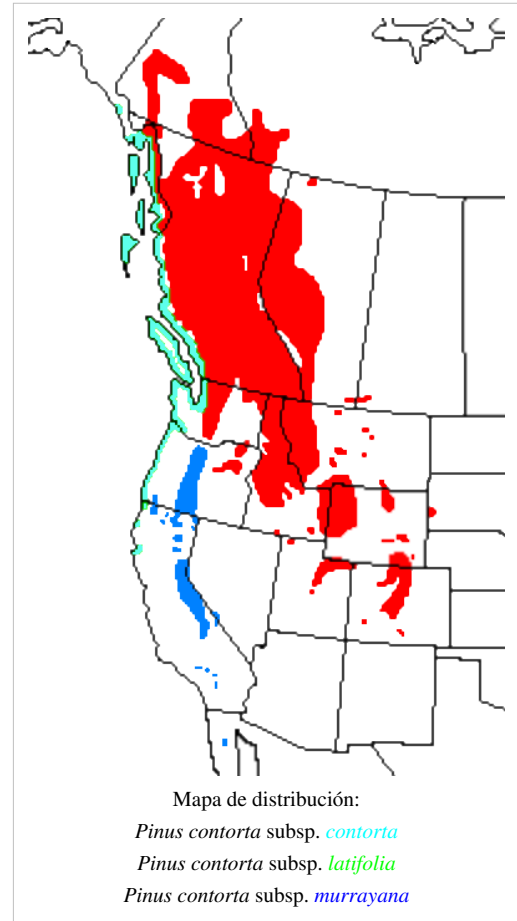 Mapa de distribución:
Pinus contorta subsp. contorta
Pinus contorta subsp. latifolia
Pinus contorta subsp. murrayana